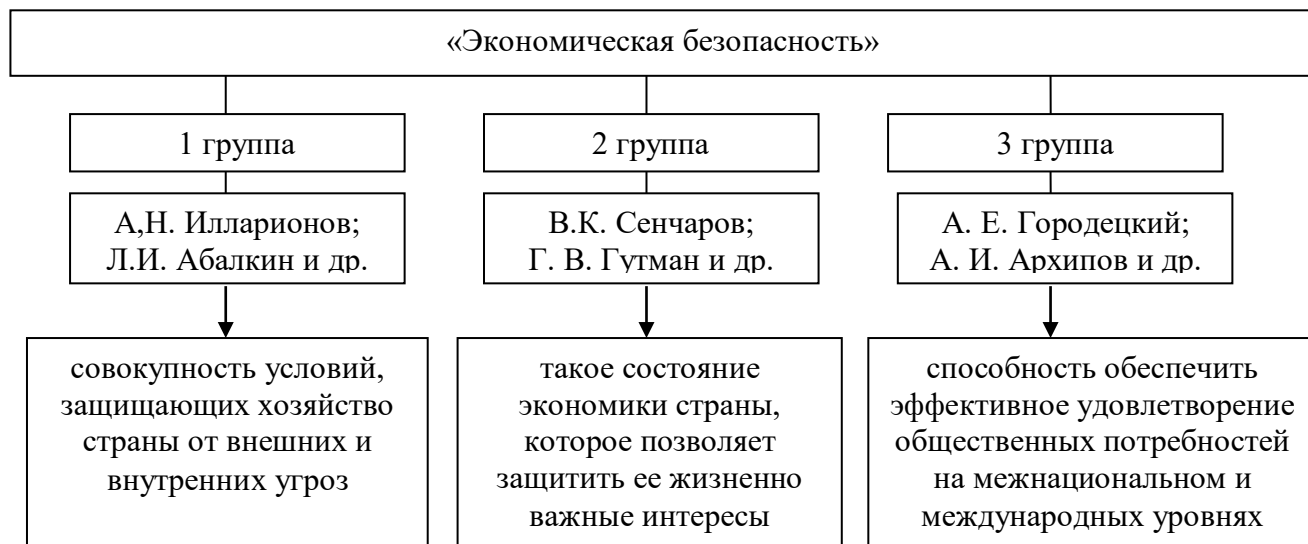 «Экономическая безопасность»
1 группа
2 группа
3 группа
А,Н. Илларионов;
Л.И. Абалкин и др.
В.К. Сенчаров;
Г. В. Гутман и др.
А. Е. Городецкий;
А. И. Архипов и др.
совокупность условий,
защищающих хозяйство
страны от внешних и
внутренних угроз
такое состояние
экономики страны,
которое позволяет
защитить ее жизненно
важные интересы
способность обеспечить
эффективное удовлетворение
общественных потребностей
на межнациональном и
международных уровнях